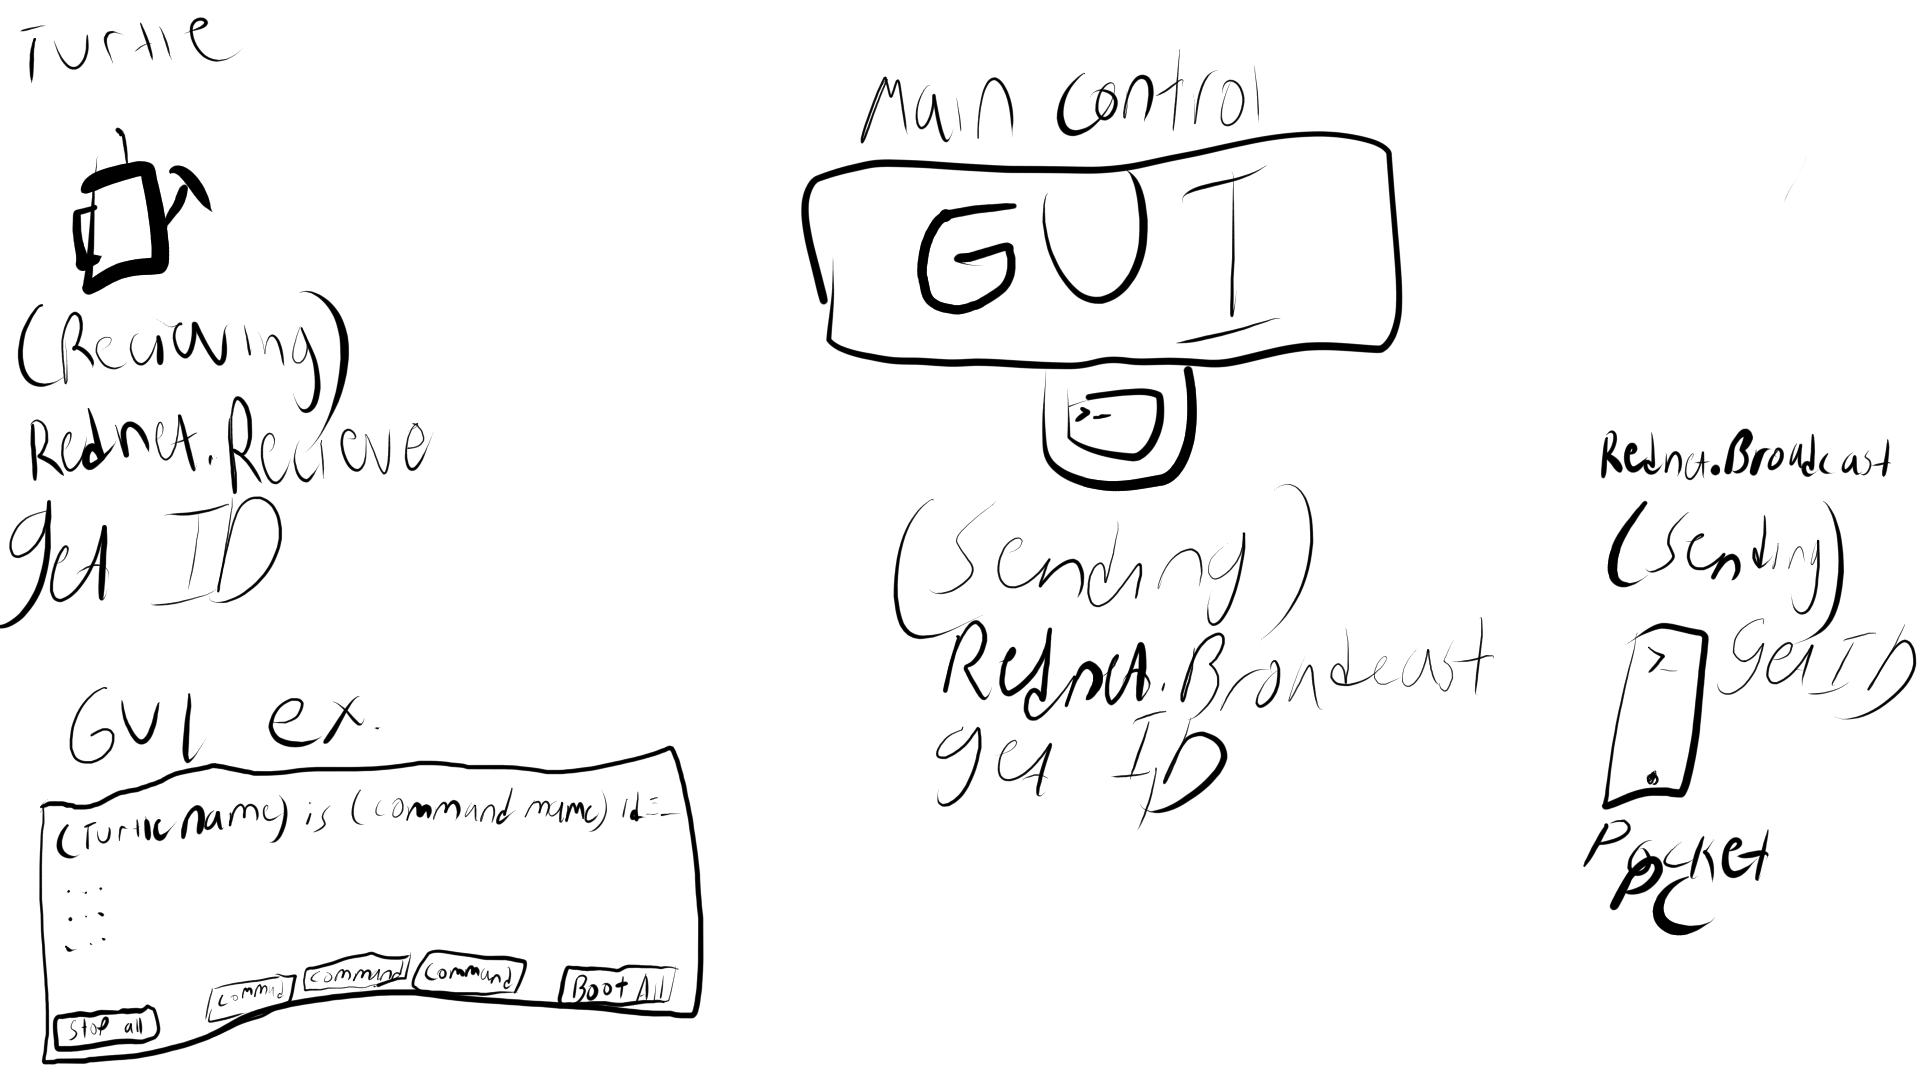 Turtle
(Recieving)
Rednet.Recieve
get ID
Main Control
GUI
>-
(Sending)
Rednet.Broadcast
get ID
Rednet.Broadcast
(Sending)
>-
get ID
Pocket
PC
GUI ex.
(Turtle name) is (command name) id=_
...
...
...
Stop all
Command
Command
Command
Boot All